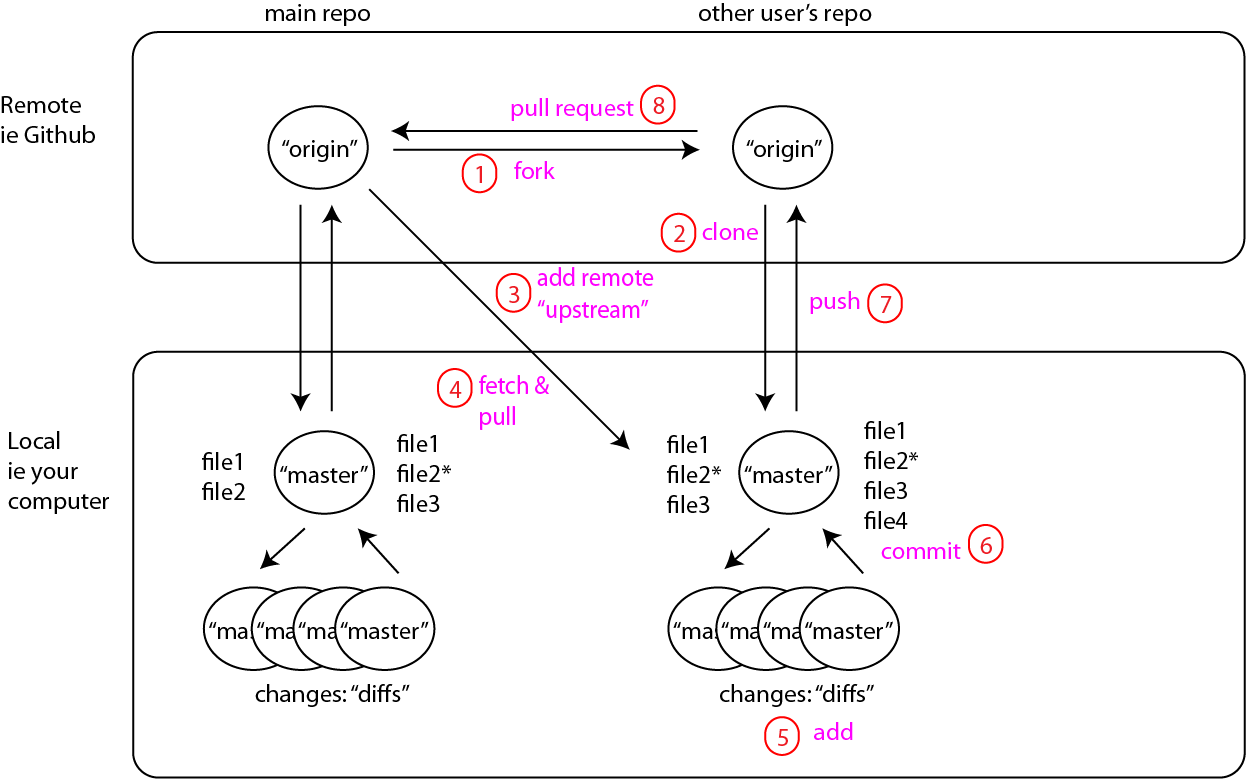 main repo
other user's repo
Remote
ie Github
pull request 8
“origin”
“origin”
1 fork
2 clone
3 add remote
“upstream”
push 7
4 fetch &
pull
Local
ie your
computer
file1
file2
“master”
file1
file2*
file3
file1
file2*
file3
“master”
file1
file2*
file3
file4
commit 6
“mas
“ma
“ma
“master”
“mas
“ma
“ma
“master”
changes: “diffs”
changes: “diffs”
5 add